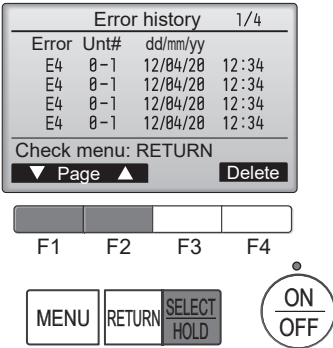 Error history 1/4
Error Unt# dd/mm/yy
E4 0-1 12/04/20 12:34
E4 0-1 12/04/20 12:34
E4 0-1 12/04/20 12:34
E4 0-1 12/04/20 12:34
Check menu: RETURN
▼ Page ▲ Delete
F1 F2 F3 F4
MENU RETURN SELECT ON
HOLD OFF